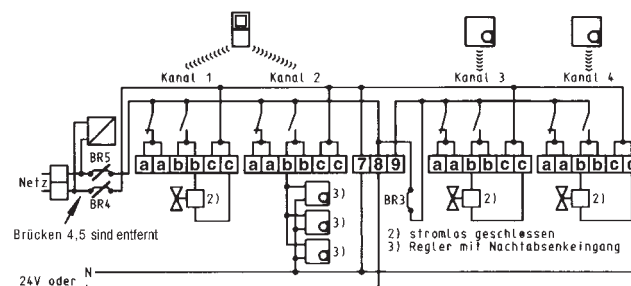 Kanal 1
Kanal 2
Kanal 3
Kanal 4
BR5
a a b b c c
a a b b c c
7 8 9
a a b b c c
a a b b c
Netz
BR4
2)
3)
BR3
2)
2)
3)
Brücken 4,5 sind entfernt
3)
2) stromlos geschlossen
3) Regler mit Nachtabsenkeingang
24V oder
N